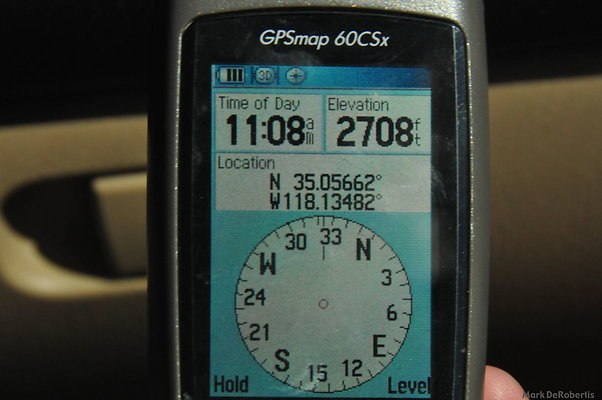 GPSmap 60CSx
3D
Time of Day Elevation
11:08 am 2708 ft
Location
N 35.05662°
W118.13482°
33
30 N
W 3
24 6
21 E
S 15 12
Hold Level
Mark DeRobertis